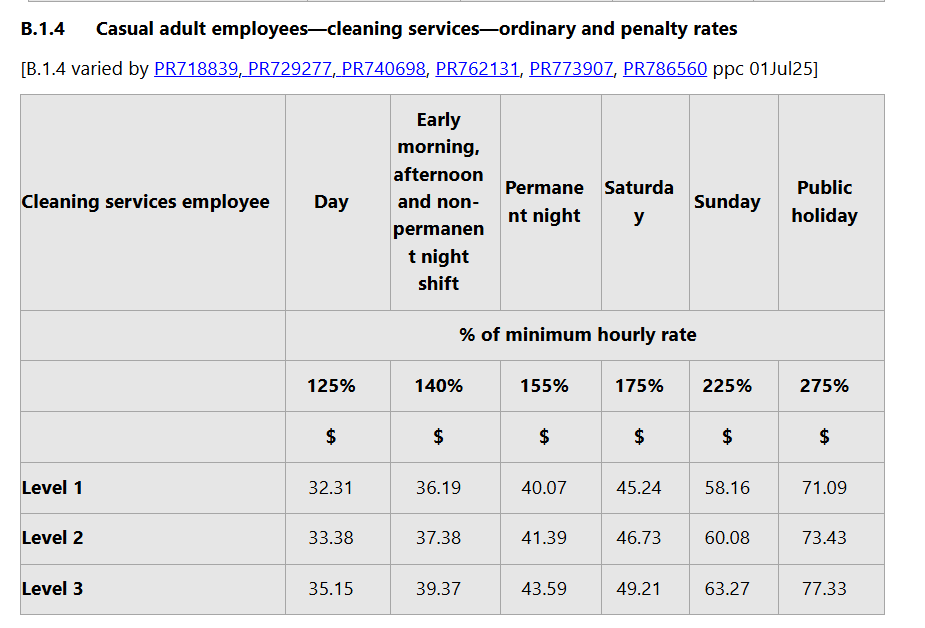 B.1.4 Casual adult employees—cleaning services—ordinary and penalty rates
[B.1.4 varied by PR718839, PR729277, PR740698, PR762131, PR773907, PR786560 ppc 01Jul25]
Cleaning services employee
Day
Early
morning,
afternoon
and non-
permanen
t night
shift
Permane
nt night
Saturda
y
Sunday
Public
holiday
% of minimum hourly rate
125% 140% 155% 175% 225% 275%
$ $ $ $ $ $
Level 1 32.31 36.19 40.07 45.24 58.16 71.09
Level 2 33.38 37.38 41.39 46.73 60.08 73.43
Level 3 35.15 39.37 43.59 49.21 63.27 77.33